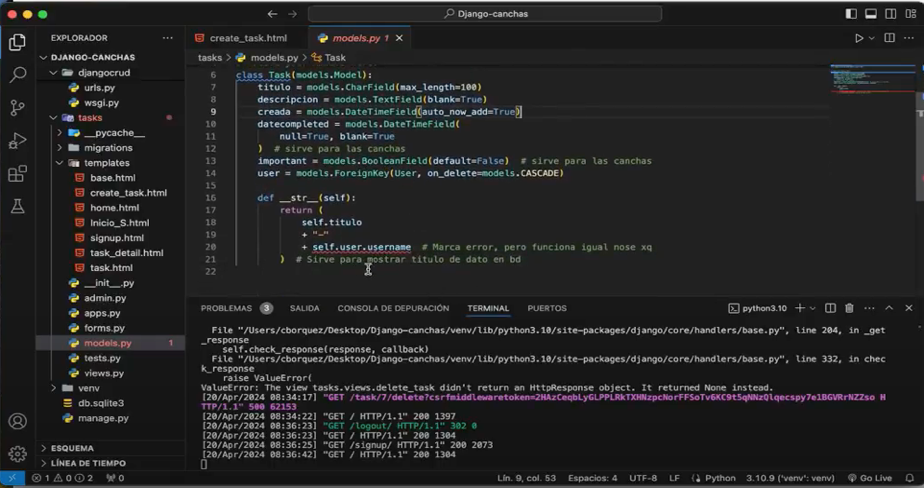 Django-canchas
EXPLORADOR
create_task.html
models.py 1
DJANGO-CANCHAS
tasks > models.py > Task
djangocrud
urls.py
wsgi.py
tasks
__pycache__
migrations
templates
base.html
create_task.html
home.html
Inicio_S.html
signup.html
task_detail.html
task.html
__init__.py
admin.py
apps.py
forms.py
models.py 1
tests.py
views.py
venv
db.sqlite3
manage.py
ESQUEMA
LÍNEA DE TIEMPO
6 class Task(models.Model):
7 titulo = models.CharField(max_length=100)
8 descripcion = models.TextField(blank=True)
9 creada = models.DateTimeField(auto_now_add=True)
10 datecompleted = models.DateTimeField(
11 null=True, blank=True
12 ) # sirve para las canchas
13 important = models.BooleanField(default=False) # sirve para las canchas
14 user = models.ForeignKey(User, on_delete=models.CASCADE)
15
16 def __str__(self):
17 return (
18 self.titulo
19 + "-"
20 + self.user.username # Marca error, pero funciona igual nose xq
21 ) # Sirve para mostrar titulo de dato en bd
22
PROBLEMAS 3 SALIDA CONSOLA DE DEPURACIÓN TERMINAL PUERTOS python3.10
File "/Users/cborquez/Desktop/Django-canchas/venv/lib/python3.10/site-packages/django/core/handlers/base.py", line 204, in _get
_response
self.check_response(response, callback)
File "/Users/cborquez/Desktop/Django-canchas/venv/lib/python3.10/site-packages/django/core/handlers/base.py", line 332, in chec
k_response
raise ValueError(
ValueError: The view tasks.views.delete_task didn't return an HttpResponse object. It returned None instead.
[20/Apr/2024 08:34:17] "GET /task/7/delete?csrfmiddlewaretoken=
HTTP/1.1" 500 62153
[20/Apr/2024 08:36:23] "GET / HTTP/1.1" 200 1397
[20/Apr/2024 08:36:23] "GET /logout/ HTTP/1.1" 302 0
[20/Apr/2024 08:36:23] "GET / HTTP/1.1" 200 1304
[20/Apr/2024 08:36:25] "GET /signup/ HTTP/1.1" 200 2073
[20/Apr/2024 08:36:42] "GET / HTTP/1.1" 200 1304
0 2 0 Lín. 9, col. 53 Espacios: 4 UTF-8 LF Python 3.10.9 ('venv': venv) Go Live